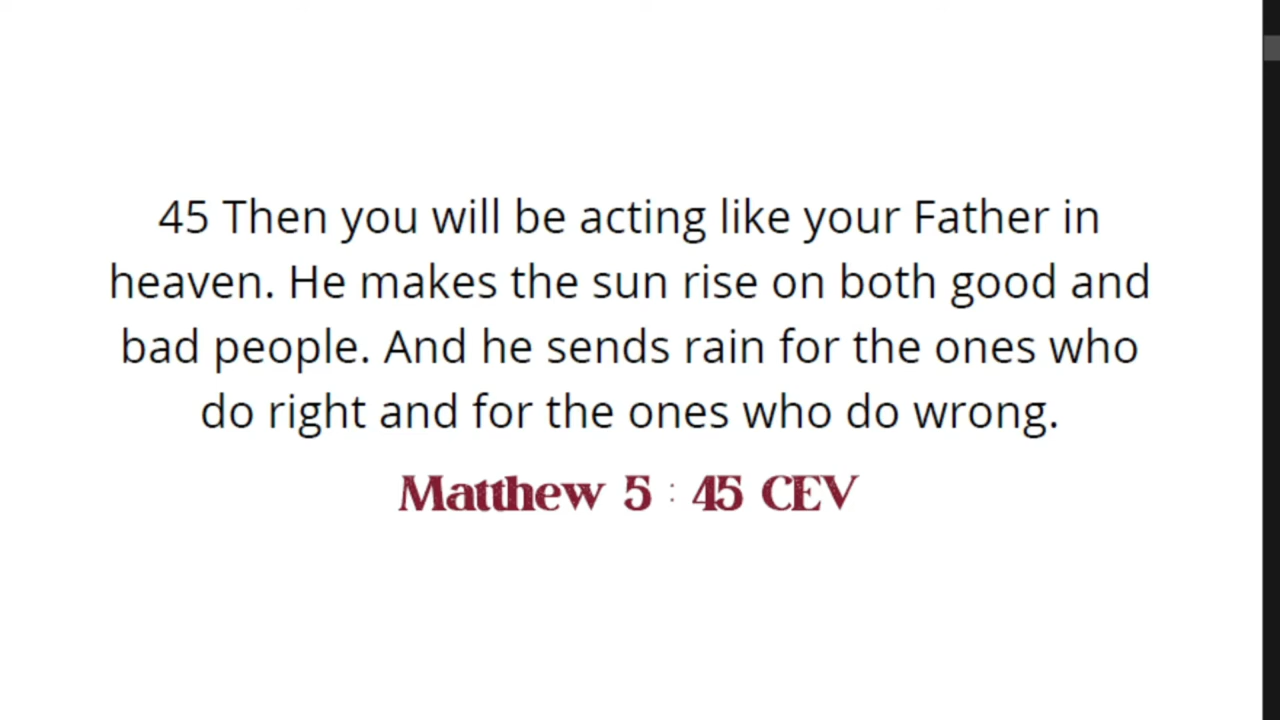 45 Then you will be acting like your Father in
heaven. He makes the sun rise on both good and
bad people. And he sends rain for the ones who
do right and for the ones who do wrong.
Matthew 5 : 45 CEV